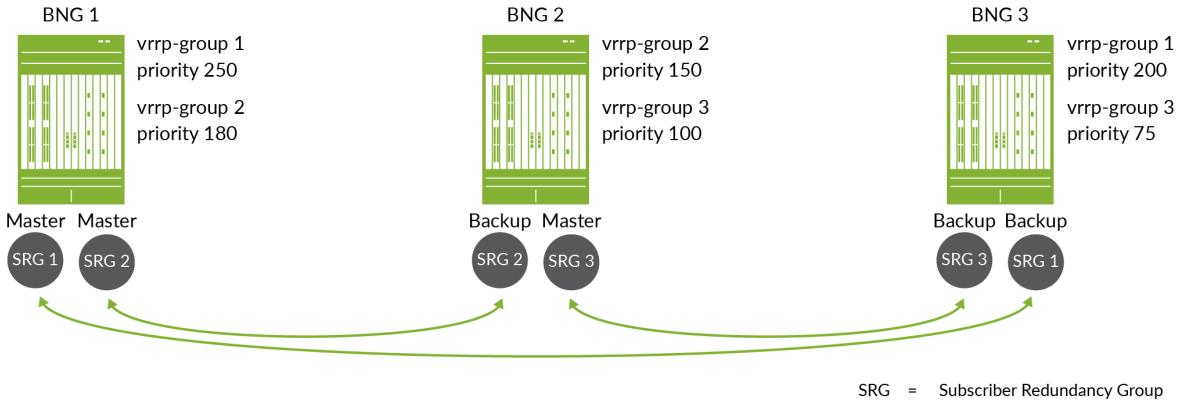 BNG 1
vrrp-group 1
priority 250
vrrp-group 2
priority 180
Master Master
SRG 1 SRG 2
BNG 2
vrrp-group 2
priority 150
vrrp-group 3
priority 100
Backup Master
SRG 2 SRG 3
BNG 3
vrrp-group 1
priority 200
vrrp-group 3
priority 75
Backup Backup
SRG 3 SRG 1
SRG = Subscriber Redundancy Group